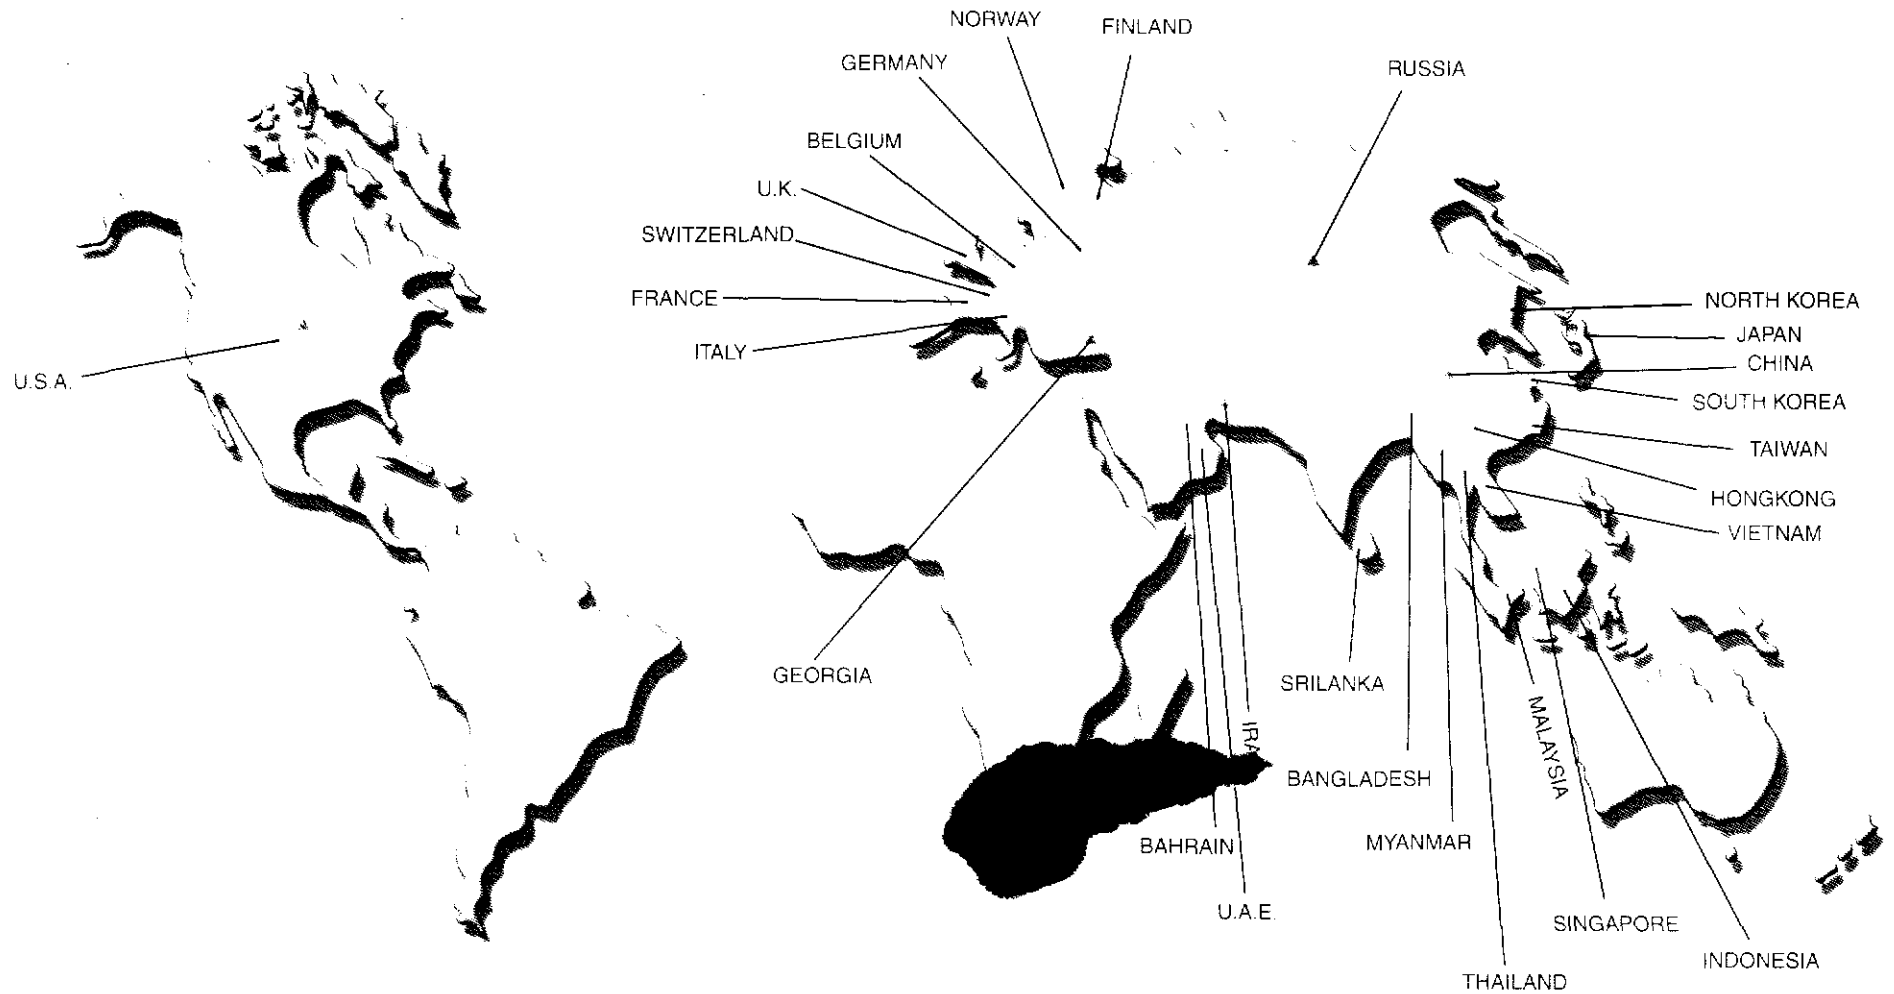 NORWAY
FINLAND
GERMANY
RUSSIA
BELGIUM
U.K.
SWITZERLAND
FRANCE
ITALY
U.S.A.
NORTH KOREA
JAPAN
CHINA
SOUTH KOREA
TAIWAN
HONGKONG
VIETNAM
GEORGIA
SRILANKA
MALAYSIA
BANGLADESH
BAHRAIN
MYANMAR
U.A.E.
SINGAPORE
INDONESIA
THAILAND